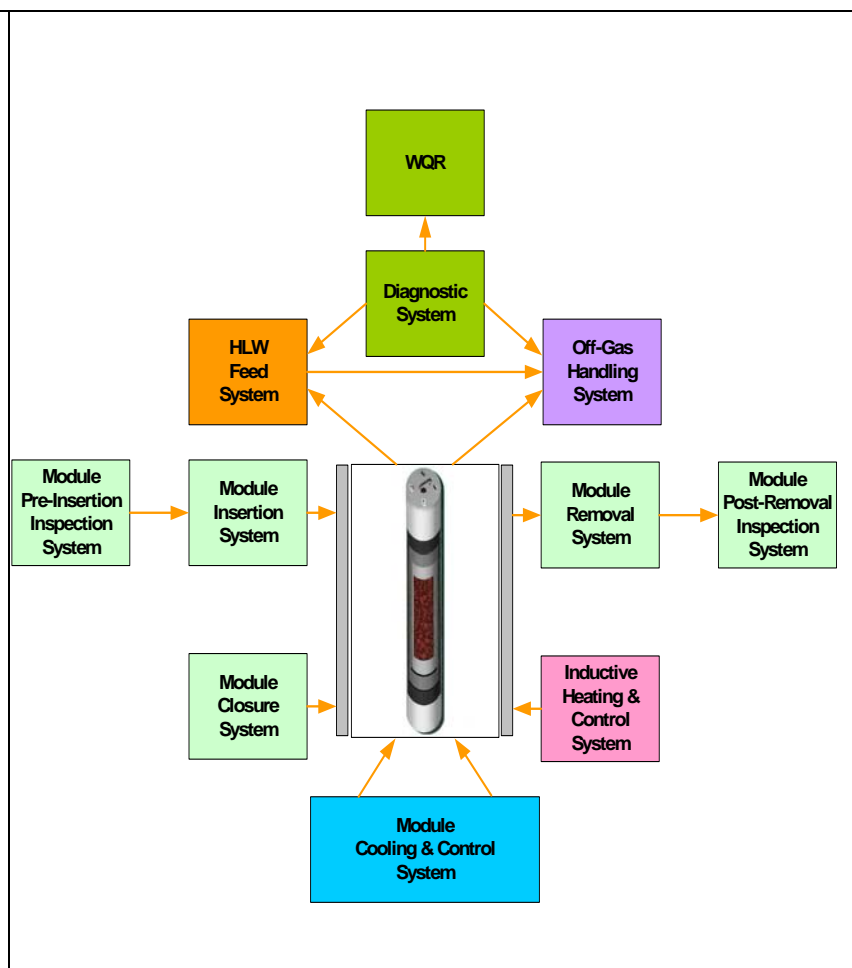 WQR
Diagnostic
System
HLW
Feed
System
Off-Gas
Handling
System
Module
Pre-Insertion
Inspection
System
Module
Insertion
System
Module
Removal
System
Module
Post-Removal
Inspection
System
Module
Closure
System
Inductive
Heating &
Control
System
Module
Cooling & Control
System